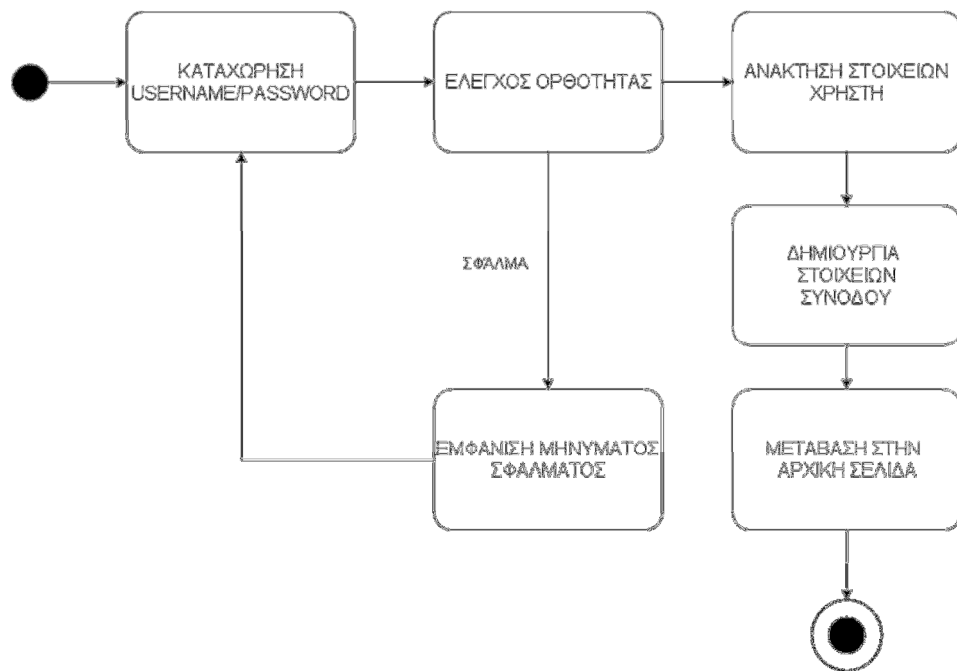 ΚΑΤΑΧΩΡΗΣΗ
USERNAME/PASSWORD
ΕΛΕΓΧΟΣ ΟΡΘΟΤΗΤΑΣ
ΑΝΑΚΤΗΣΗ ΣΤΟΙΧΕΙΩΝ
ΧΡΗΣΤΗ
ΣΦΑΛΜΑ
ΔΗΜΙΟΥΡΓΙΑ
ΣΤΟΙΧΕΙΩΝ
ΣΥΝΟΔΟΥ
ΕΜΦΑΝΙΣΗ ΜΗΝΥΜΑΤΟΣ
ΣΦΑΛΜΑΤΟΣ
ΜΕΤΑΒΑΣΗ ΣΤΗΝ
ΑΡΧΙΚΗ ΣΕΛΙΔΑ